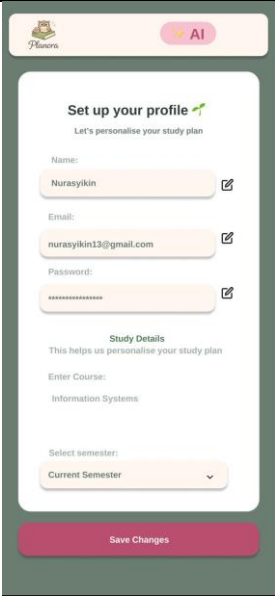 Planora
AI
Set up your profile
Let's personalise your study plan
Name:
Nurasyikin
Email:
nurasyikin13@gmail.com
Password:
****************
Study Details
This helps us personalise your study plan
Enter Course:
Information Systems
Select semester:
Current Semester
Save Changes